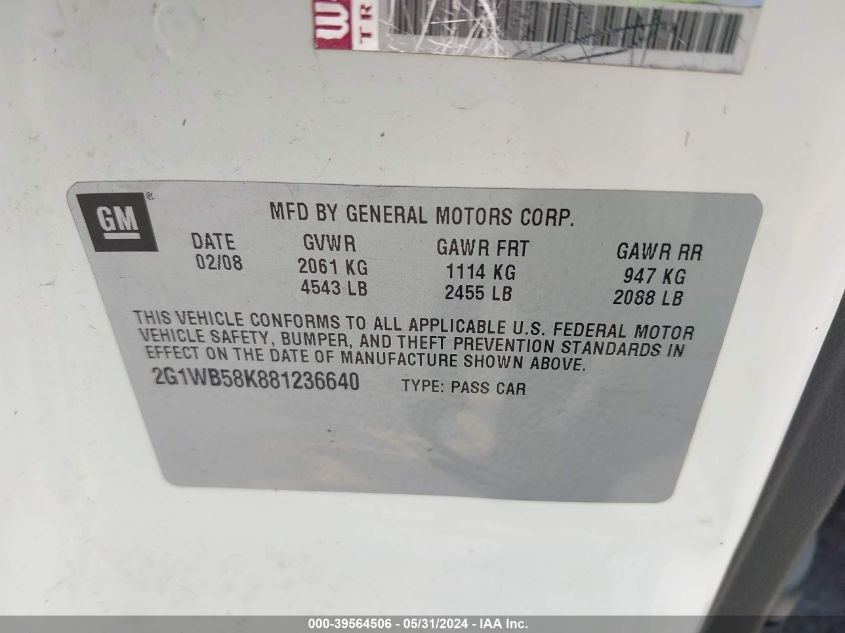 TR
GM ®
MFD BY GENERAL MOTORS CORP.
DATE GVWR GAWR FRT GAWR RR
02/08 2061 KG 1114 KG 947 KG
4543 LB 2455 LB 2088 LB
THIS VEHICLE CONFORMS TO ALL APPLICABLE U.S. FEDERAL MOTOR
VEHICLE SAFETY, BUMPER, AND THEFT PREVENTION STANDARDS IN
EFFECT ON THE DATE OF MANUFACTURE SHOWN ABOVE.
2G1WB58K881236640 TYPE: PASS CAR
000-39564506 - 05/31/2024 - IAA Inc.